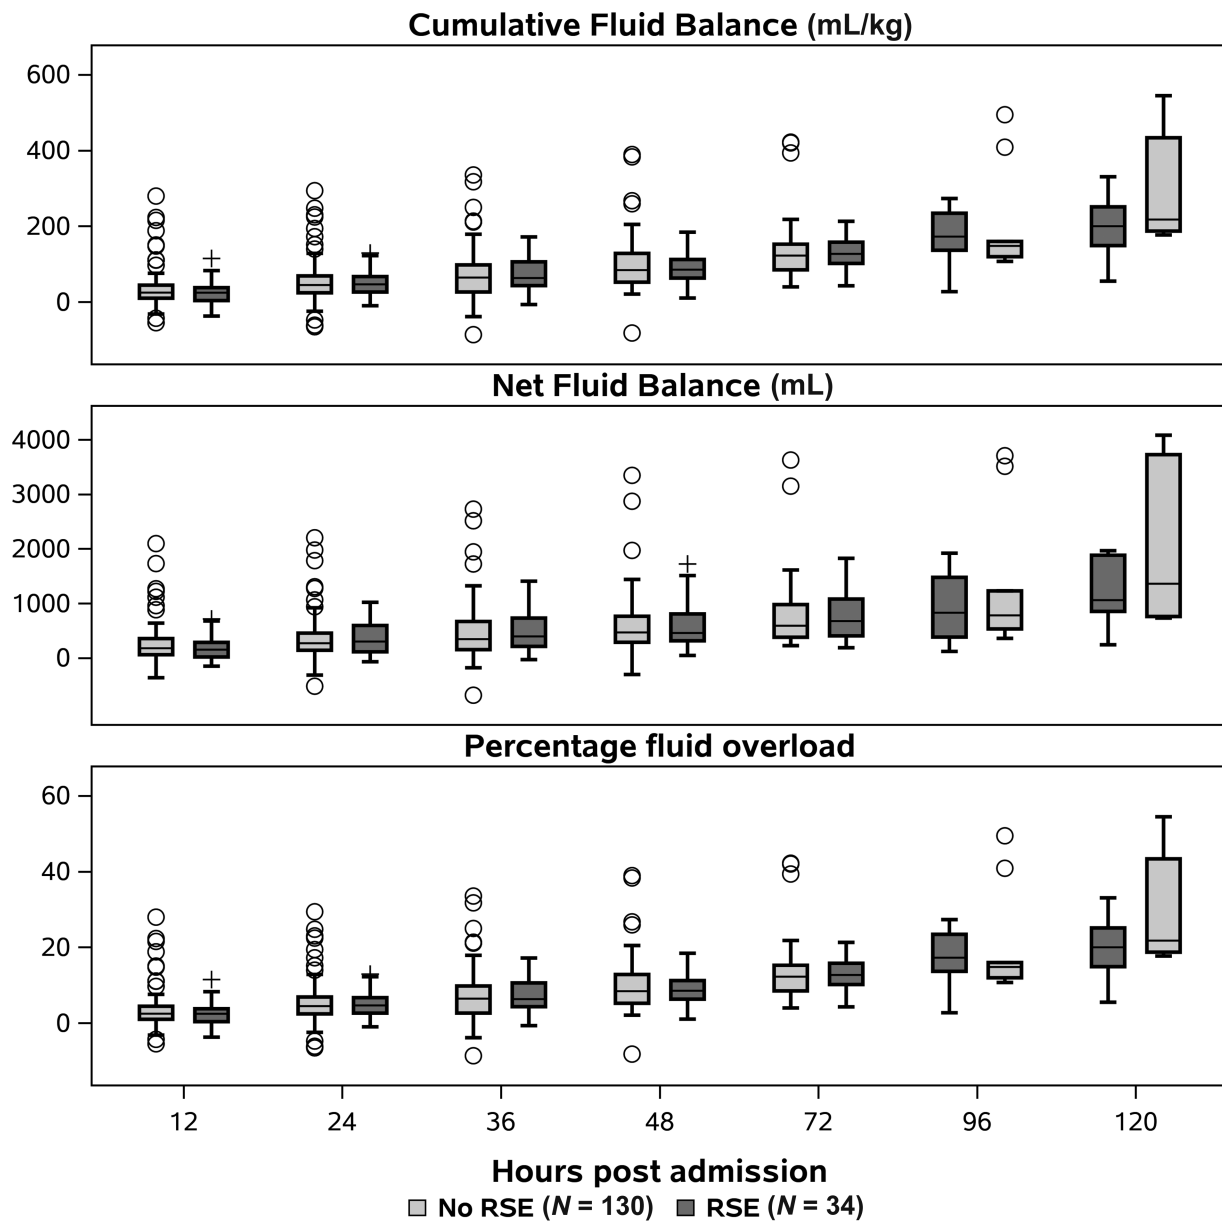 Cumulative Fluid Balance (mL/kg)
600
400
200
0
Net Fluid Balance (mL)
4000
3000
2000
1000
0
Percentage fluid overload
60
40
20
0
12 24 36 48 72 96 120
Hours post admission
No RSE (N = 130) RSE (N = 34)